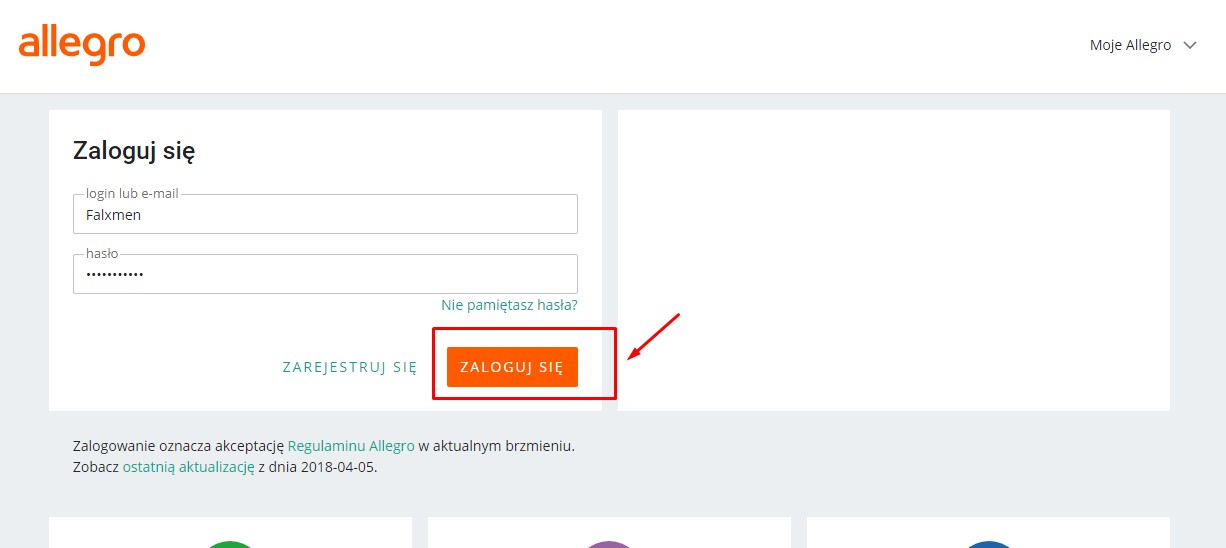 allegro
Moje Allegro
Zaloguj się
login lub e-mail
Falxmen
hasło
•••••••••••
Nie pamiętasz hasła?
ZAREJESTRUJ SIĘ
ZALOGUJ SIĘ
Zalogowanie oznacza akceptację Regulaminu Allegro w aktualnym brzmieniu.
Zobacz ostatnią aktualizację z dnia 2018-04-05.